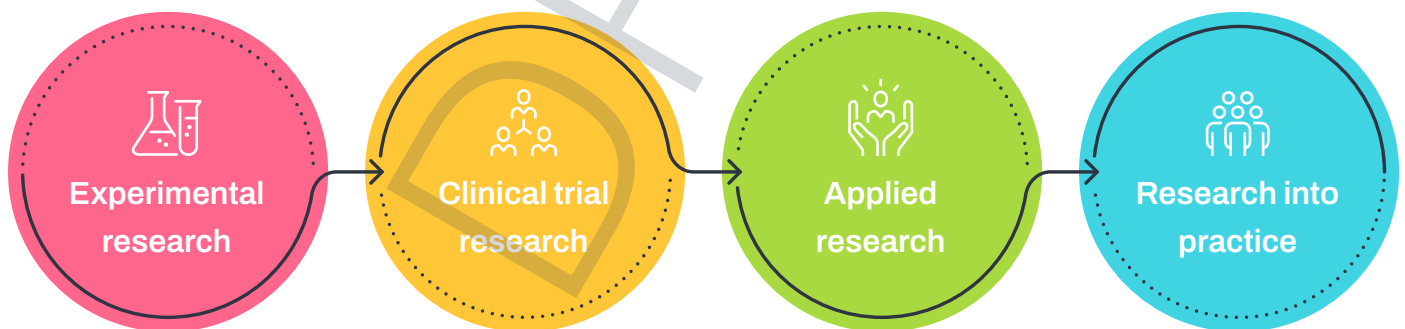 Experimental
research
Clinical trial
research
Applied
research
Research into
practice